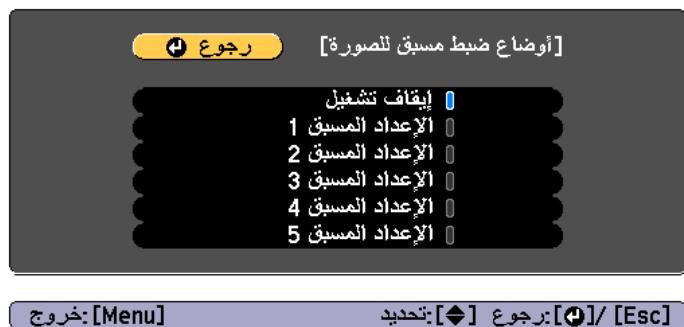 [أوضاع ضبط مسبق للصورة] رجوع
إيقاف تشغيل
الإعداد المسبق 1
الإعداد المسبق 2
الإعداد المسبق 3
الإعداد المسبق 4
الإعداد المسبق 5
[Esc] /[⏎]:رجوع [◆]:تحديد [Menu]:خروج